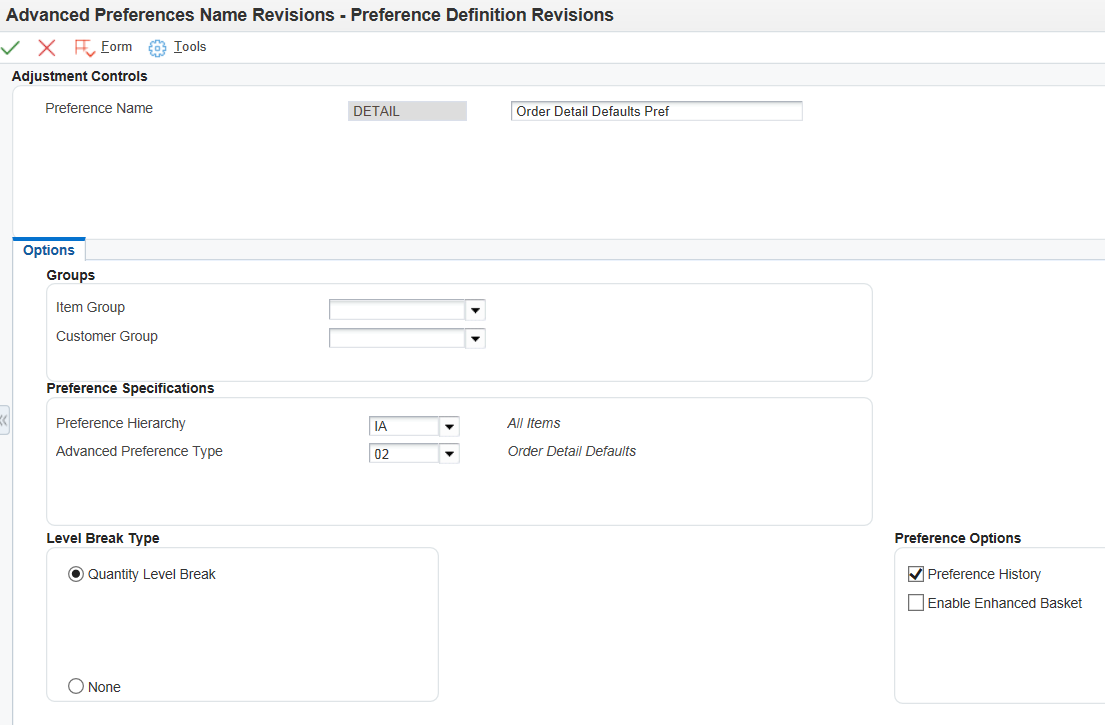 Advanced Preferences Name Revisions - Preference Definition Revisions
Form Tools
Adjustment Controls
Preference Name DETAIL Order Detail Defaults Pref
Options
Groups
Item Group
Customer Group
Preference Specifications
Preference Hierarchy IA All Items
Advanced Preference Type 02 Order Detail Defaults
Level Break Type Preference Options
Quantity Level Break Preference History
Enable Enhanced Basket
None